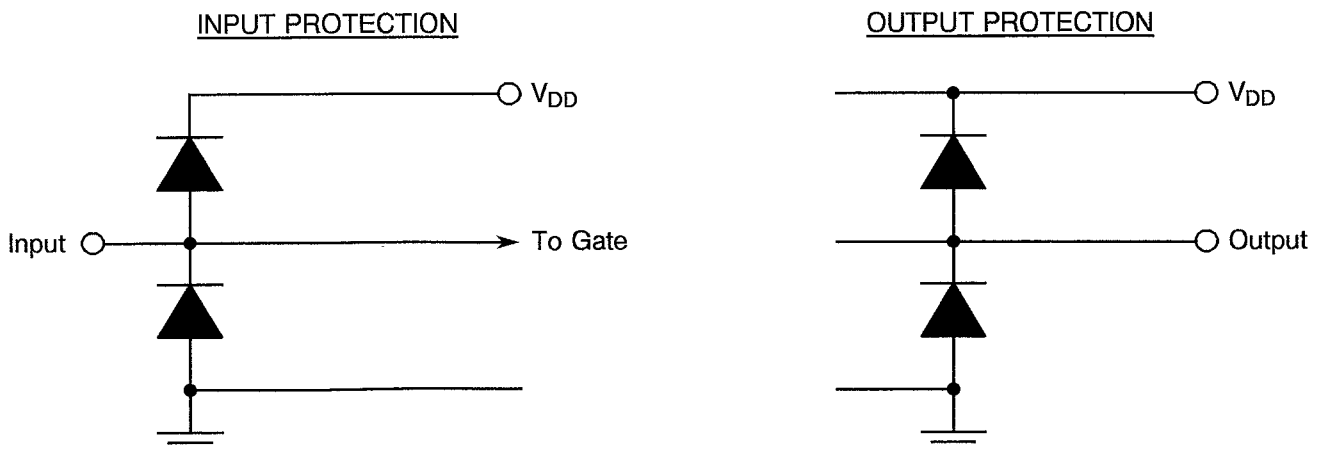 INPUT PROTECTION
VDD
Input
To Gate
OUTPUT PROTECTION
VDD
Output